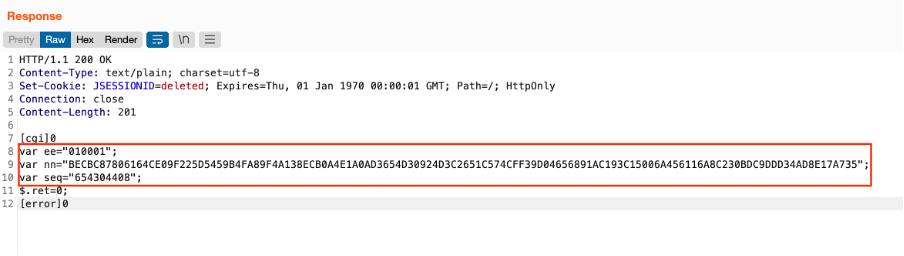 Response
Pretty Raw Hex Render \n
1 HTTP/1.1 200 OK
2 Content-Type: text/plain; charset=utf-8
3 Set-Cookie: JSESSIONID=deleted; Expires=Thu, 01 Jan 1970 00:00:01 GMT; Path=/; HttpOnly
4 Connection: close
5 Content-Length: 201
6
7 [cgi]0
8 var ee="010001";
9 var nn="BECBC87806164CE09F225D5459B4FA89F4A138ECB0A4E1A0AD3654D30924D3C2651C574CFF39D04656891AC193C15006A456116A8C230BDC9DDD34AD8E17A735";
10 var seq="654304408";
11 $.ret=0;
12 [error]0